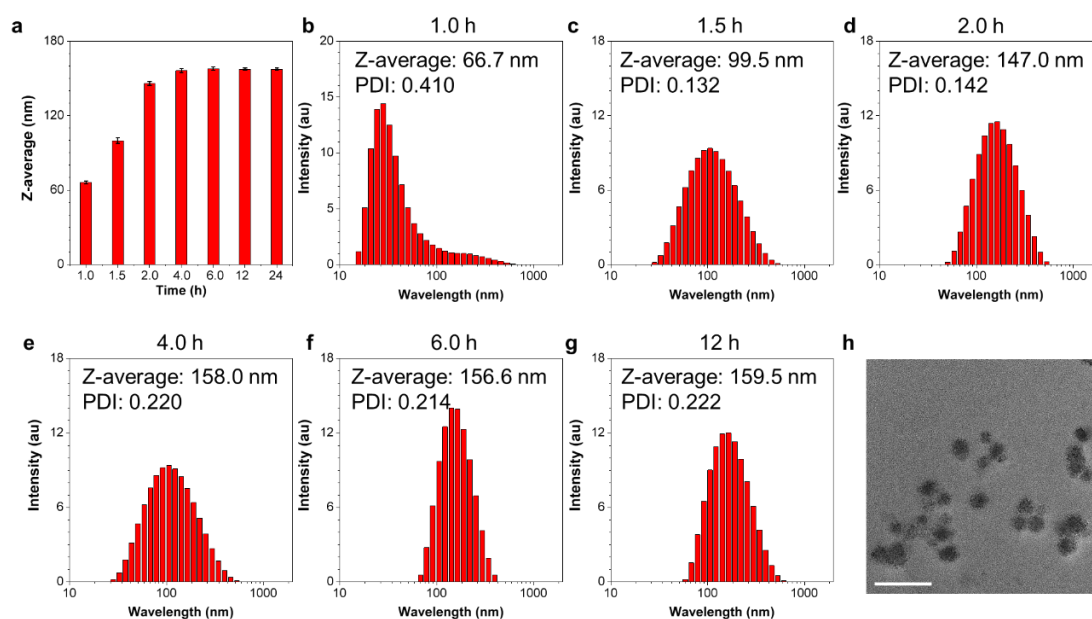 a
180
120
60
0
Z-average (nm)
1.0 1.5 2.0 4.0 6.0 12 24
Time (h)
b
1.0 h
Z-average: 66.7 nm
PDI: 0.410
20
15
10
5
0
Intensity (au)
10 100 1000
Wavelength (nm)
c
1.5 h
Z-average: 99.5 nm
PDI: 0.132
18
12
6
0
Intensity (au)
10 100 1000
Wavelength (nm)
d
2.0 h
Z-average: 147.0 nm
PDI: 0.142
18
12
6
0
Intensity (au)
10 100 1000
Wavelength (nm)
e
4.0 h
Z-average: 158.0 nm
PDI: 0.220
18
12
6
0
Intensity (au)
10 100 1000
Wavelength (nm)
f
6.0 h
Z-average: 156.6 nm
PDI: 0.214
18
12
6
0
Intensity (au)
10 100 1000
Wavelength (nm)
g
12 h
Z-average: 159.5 nm
PDI: 0.222
18
12
6
0
Intensity (au)
10 100 1000
Wavelength (nm)
h